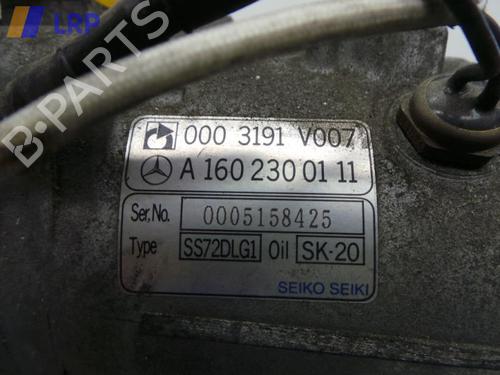 LRP
B-PARTS
000 3191 V007
A 160 230 01 11
Ser.No. 0005158425
Type SS72DLG1 Oil SK-20
SEIKO SEIKI